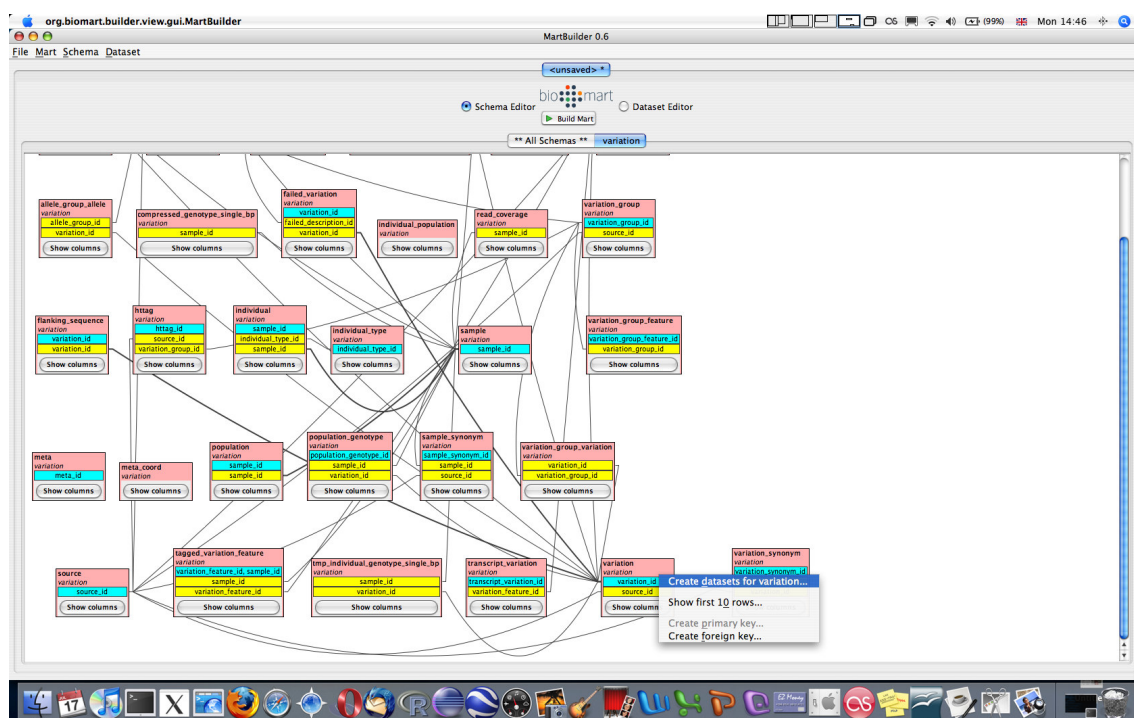 org.biomart.builder.view.gui.MartBuilder
(99%) Mon 14:46
MartBuilder 0.6
File Mart Schema Dataset
<unsaved> *
Schema Editor biomart Dataset Editor
Build Mart
** All Schemas ** variation
allele_group_allele
variation
allele_group_id
variation_id
Show columns
compressed_genotype_single_bp
variation
sample_id
Show columns
failed_variation
variation
variation_id
failed_description_id
variation_id
Show columns
individual_population
variation
Show columns
read_coverage
variation
sample_id
Show columns
variation_group
variation
variation_group_id
source_id
Show columns
flanking_sequence
variation
variation_id
variation_id
Show columns
httag
variation
httag_id
source_id
variation_group_id
Show columns
individual
variation
sample_id
individual_type_id
sample_id
Show columns
individual_type
variation
individual_type_id
Show columns
sample
variation
sample_id
Show columns
variation_group_feature
variation
variation_group_feature_id
variation_group_id
Show columns
meta
variation
meta_id
Show columns
meta_coord
variation
Show columns
population
variation
sample_id
sample_id
Show columns
population_genotype
variation
population_genotype_id
sample_id
variation_id
Show columns
sample_synonym
variation
sample_synonym_id
sample_id
source_id
Show columns
variation_group_variation
variation
variation_id
variation_group_id
Show columns
source
variation
source_id
Show columns
tagged_variation_feature
variation
variation_feature_id, sample_id
sample_id
variation_feature_id
Show columns
tmp_individual_genotype_single_bp
variation
sample_id
variation_id
Show columns
transcript_variation
variation
transcript_variation_id
variation_feature_id
Show columns
variation
variation
variation_id
source_id
Show column
variation_synonym
variation
variation_synonym_id
Create datasets for variation...
Show first 10 rows...
Create primary key...
Create foreign key...